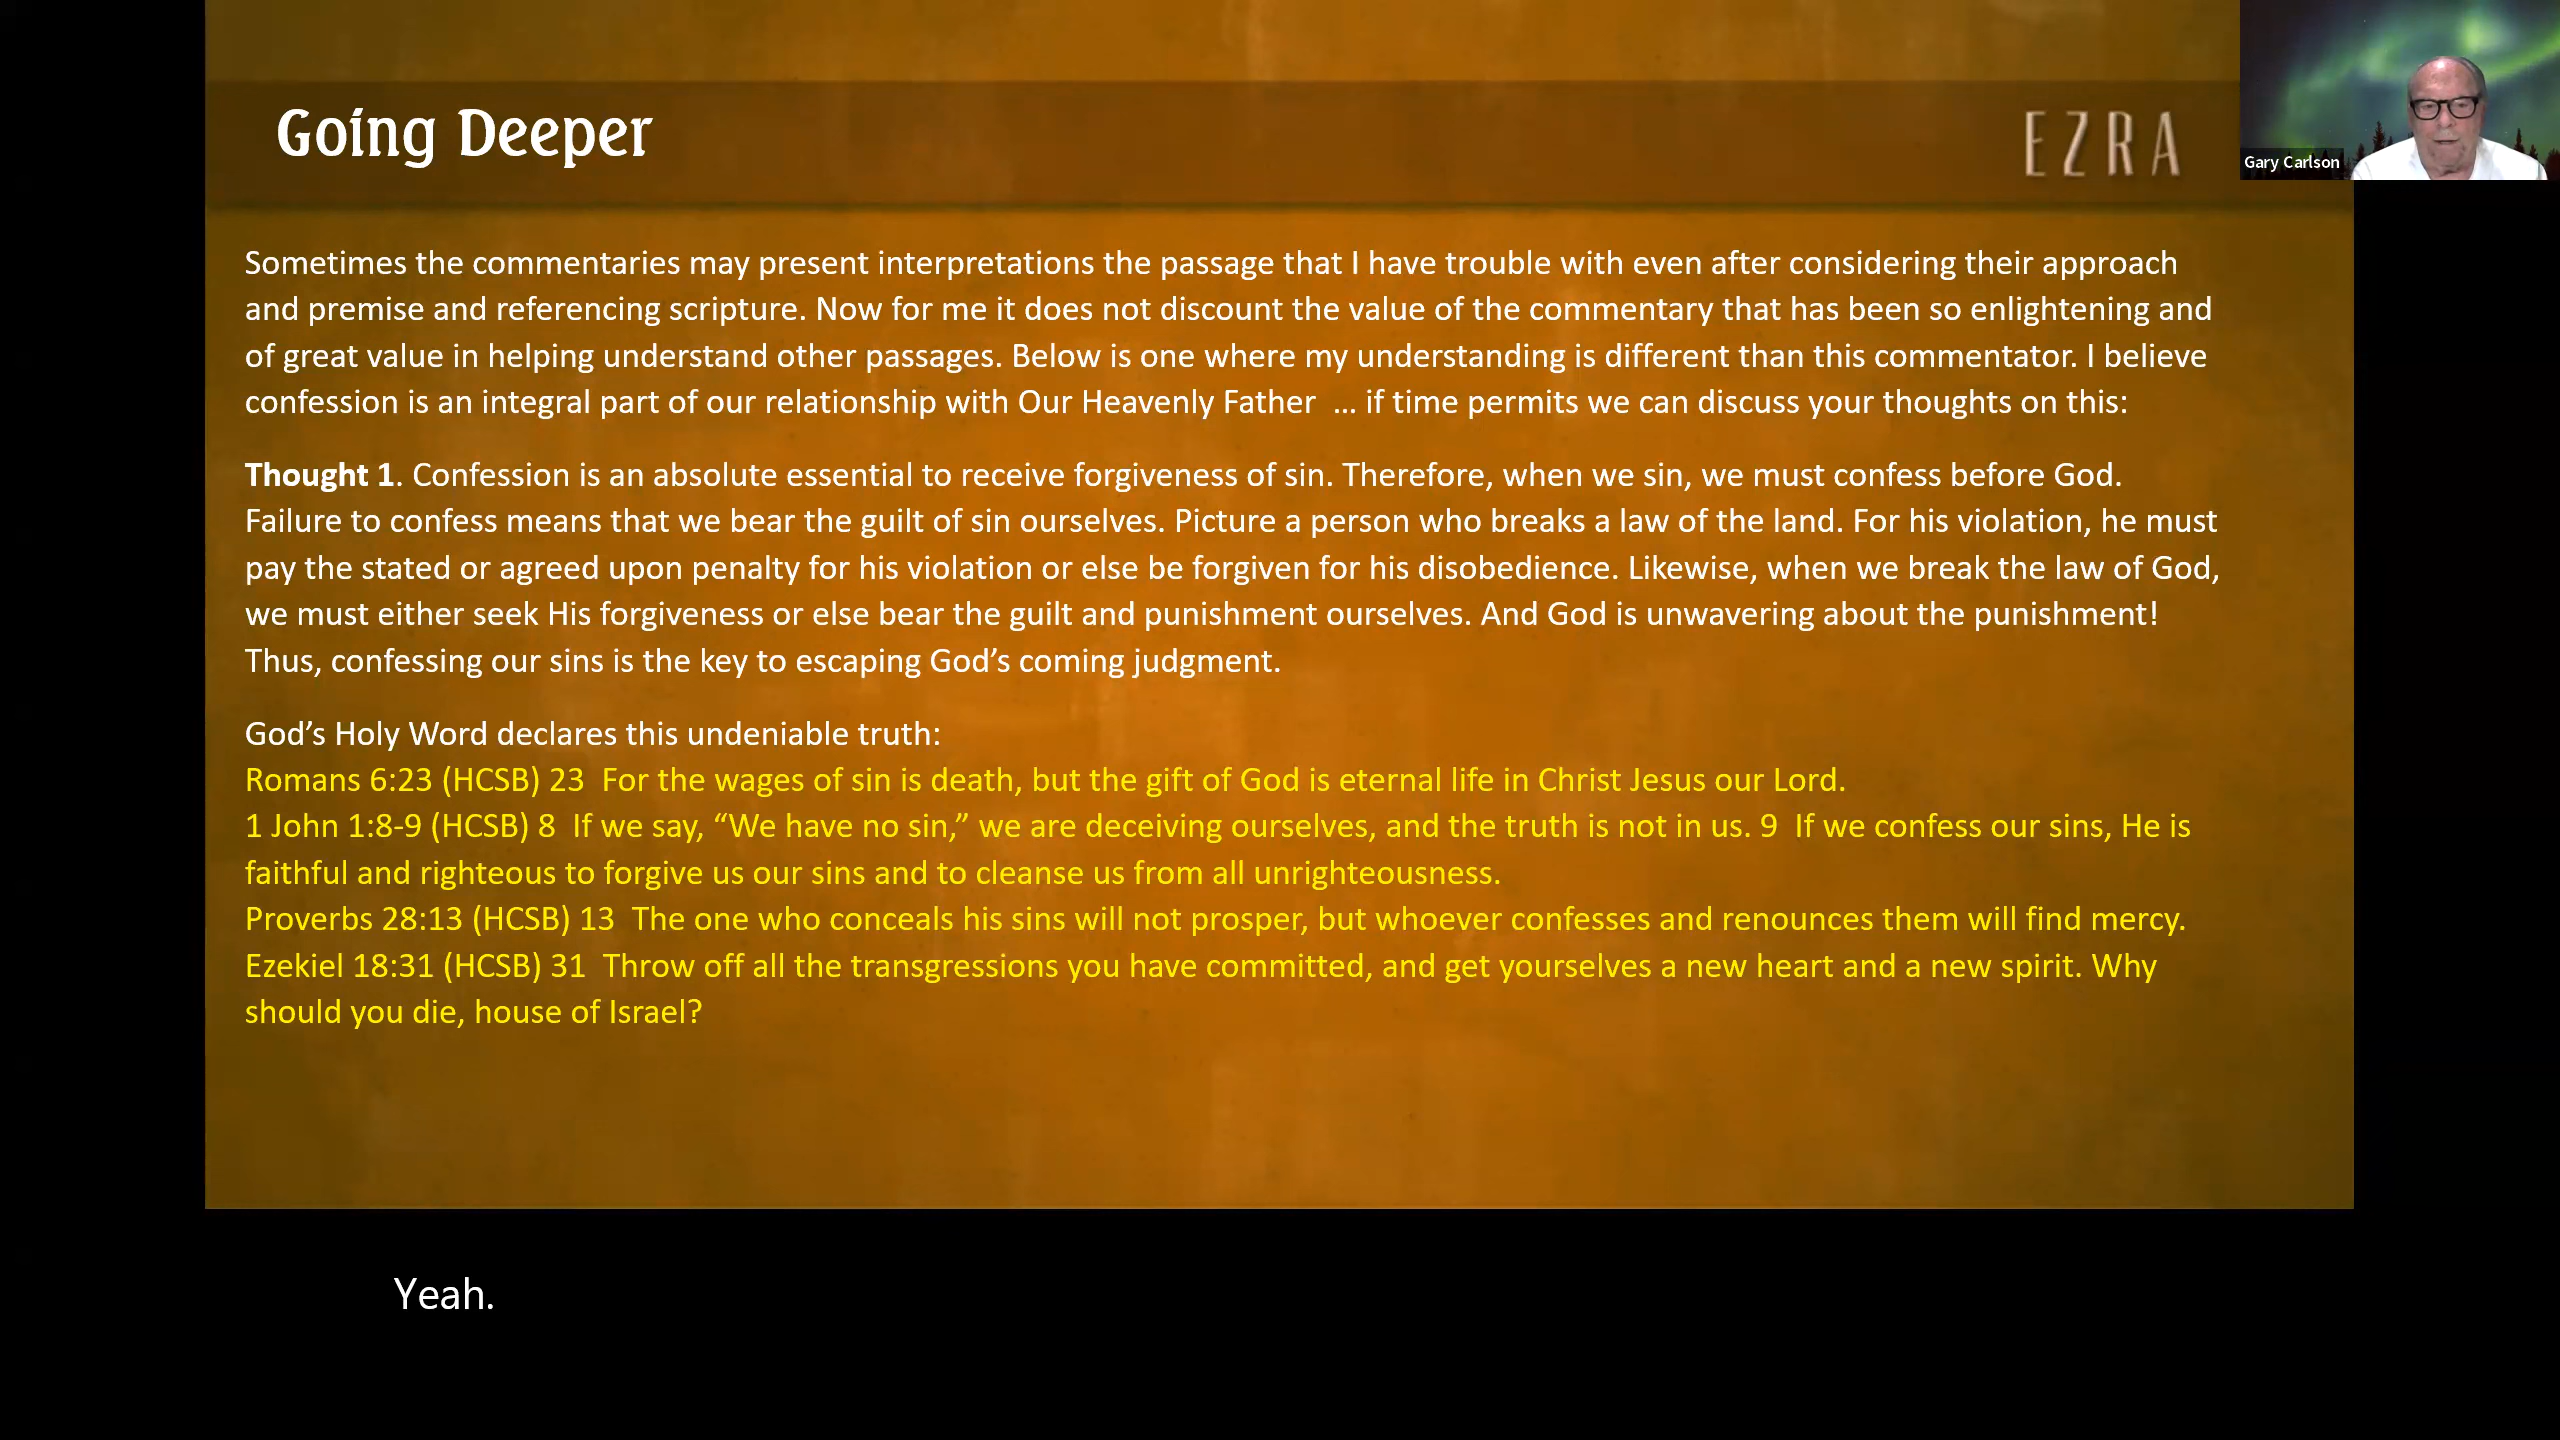 Going Deeper
EZRA
Gary Carlson
Sometimes the commentaries may present interpretations the passage that I have trouble with even after considering their approach
and premise and referencing scripture. Now for me it does not discount the value of the commentary that has been so enlightening and
of great value in helping understand other passages. Below is one where my understanding is different than this commentator. I believe
confession is an integral part of our relationship with Our Heavenly Father  … if time permits we can discuss your thoughts on this:
Thought 1. Confession is an absolute essential to receive forgiveness of sin. Therefore, when we sin, we must confess before God.
Failure to confess means that we bear the guilt of sin ourselves. Picture a person who breaks a law of the land. For his violation, he must
pay the stated or agreed upon penalty for his violation or else be forgiven for his disobedience. Likewise, when we break the law of God,
we must either seek His forgiveness or else bear the guilt and punishment ourselves. And God is unwavering about the punishment!
Thus, confessing our sins is the key to escaping God’s coming judgment.
God’s Holy Word declares this undeniable truth:
Romans 6:23 (HCSB) 23  For the wages of sin is death, but the gift of God is eternal life in Christ Jesus our Lord.
1 John 1:8-9 (HCSB) 8  If we say, “We have no sin,” we are deceiving ourselves, and the truth is not in us. 9  If we confess our sins, He is
faithful and righteous to forgive us our sins and to cleanse us from all unrighteousness.
Proverbs 28:13 (HCSB) 13  The one who conceals his sins will not prosper, but whoever confesses and renounces them will find mercy.
Ezekiel 18:31 (HCSB) 31  Throw off all the transgressions you have committed, and get yourselves a new heart and a new spirit. Why
should you die, house of Israel?
Yeah.